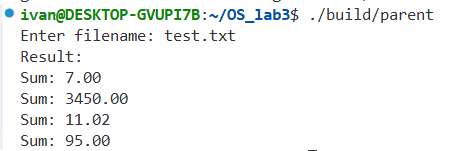 ivan@DESKTOP-GVUPI7B:~/OS_lab3$ ./build/parent
Enter filename: test.txt
Result:
Sum: 7.00
Sum: 3450.00
Sum: 11.02
Sum: 95.00